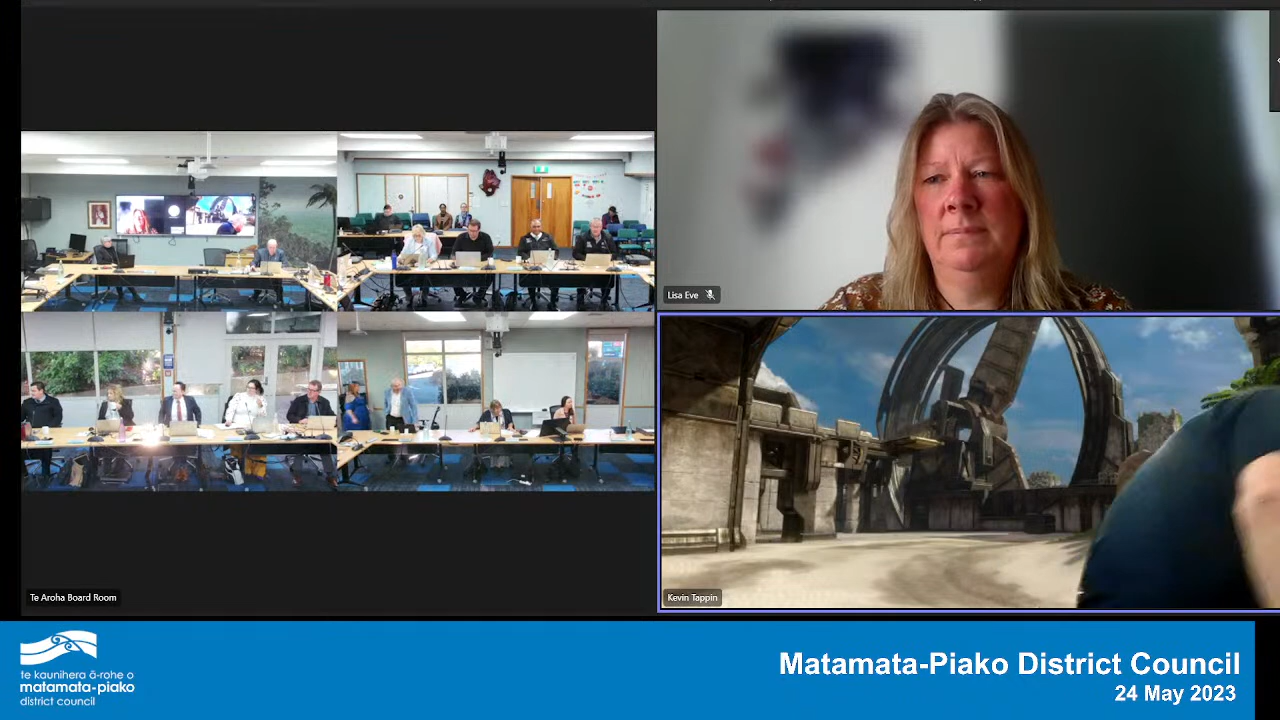 Lisa Eve
Te Aroha Board Room
Kevin Tappin
te kaunihera ā-rohe o
matamata-piako
district council
Matamata-Piako District Council
24 May 2023